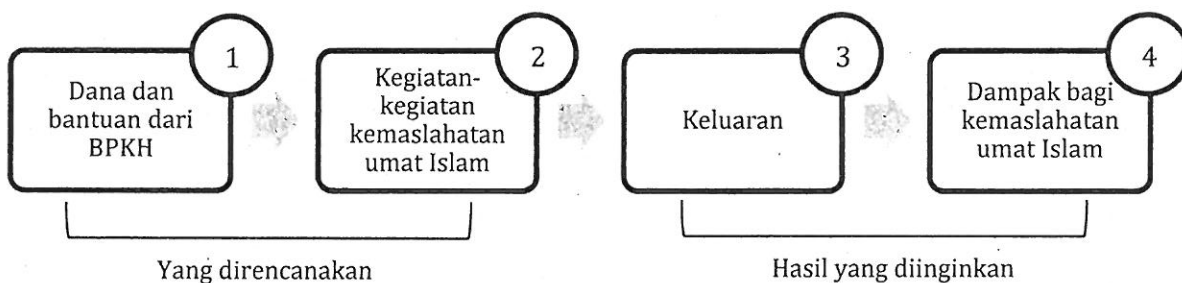 1
Dana dan
bantuan dari
BPKH
2
Kegiatan-
kegiatan
kemaslahatan
umat Islam
3
Keluaran
4
Dampak bagi
kemaslahatan
umat Islam
Yang direncanakan
Hasil yang diinginkan